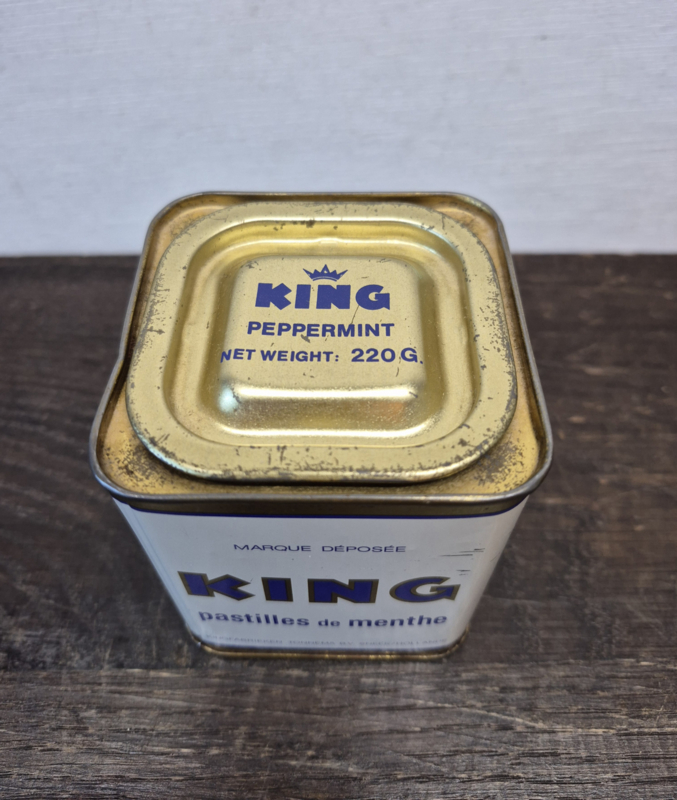 KING
PEPPERMINT
NET WEIGHT: 220 G.
MARQUE DÉPOSÉE
KING
pastilles de menthe